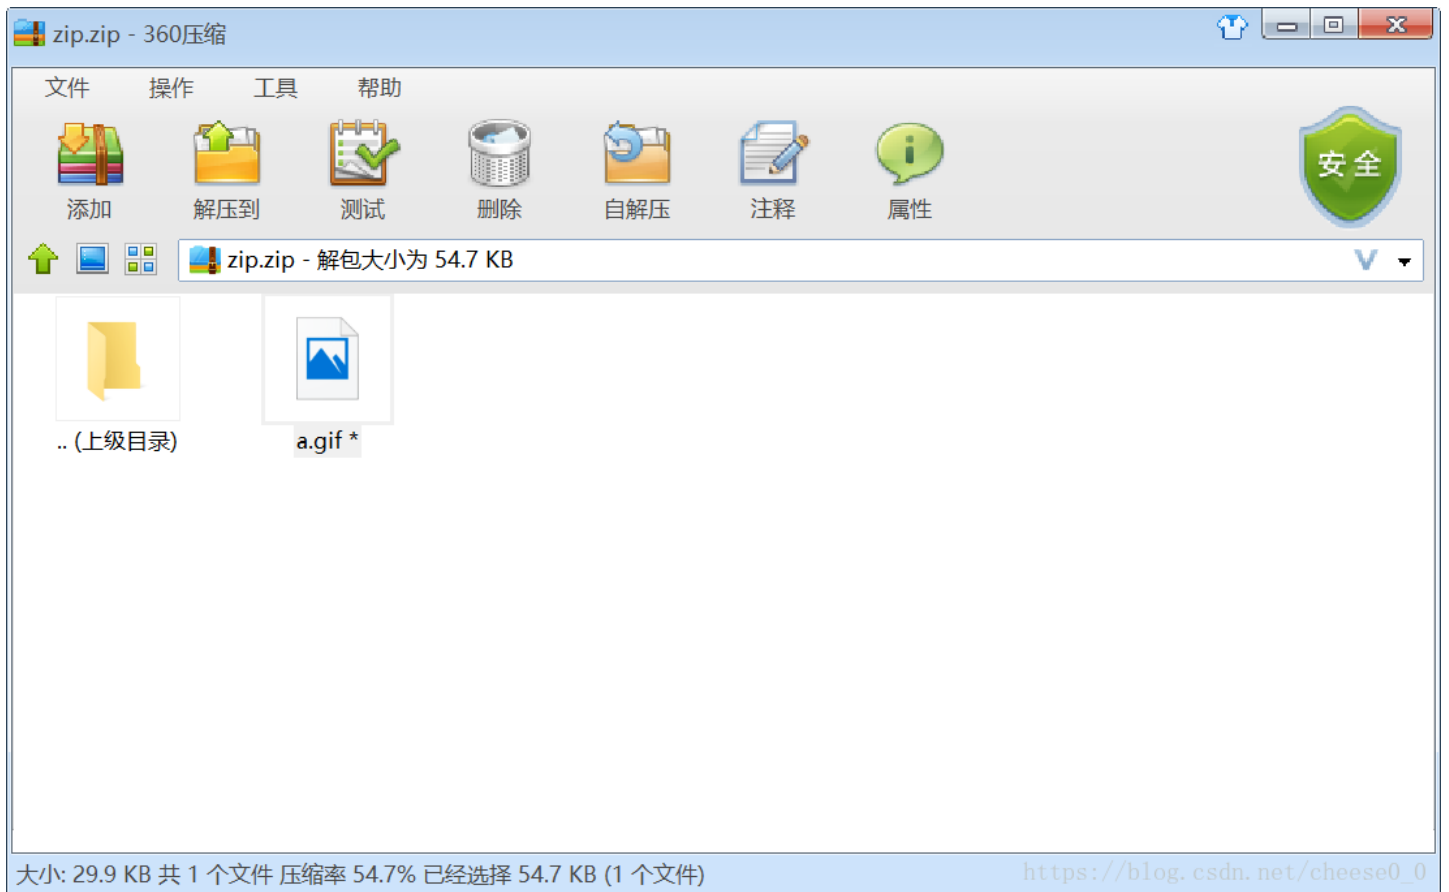 zip.zip - 360压缩
文件 操作 工具 帮助
安全
添加 解压到 测试 删除 自解压 注释 属性
zip.zip - 解包大小为 54.7 KB
.. (上级目录) a.gif *
大小: 29.9 KB 共 1 个文件 压缩率 54.7% 已经选择 54.7 KB (1 个文件)
https://blog.csdn.net/cheese0_0